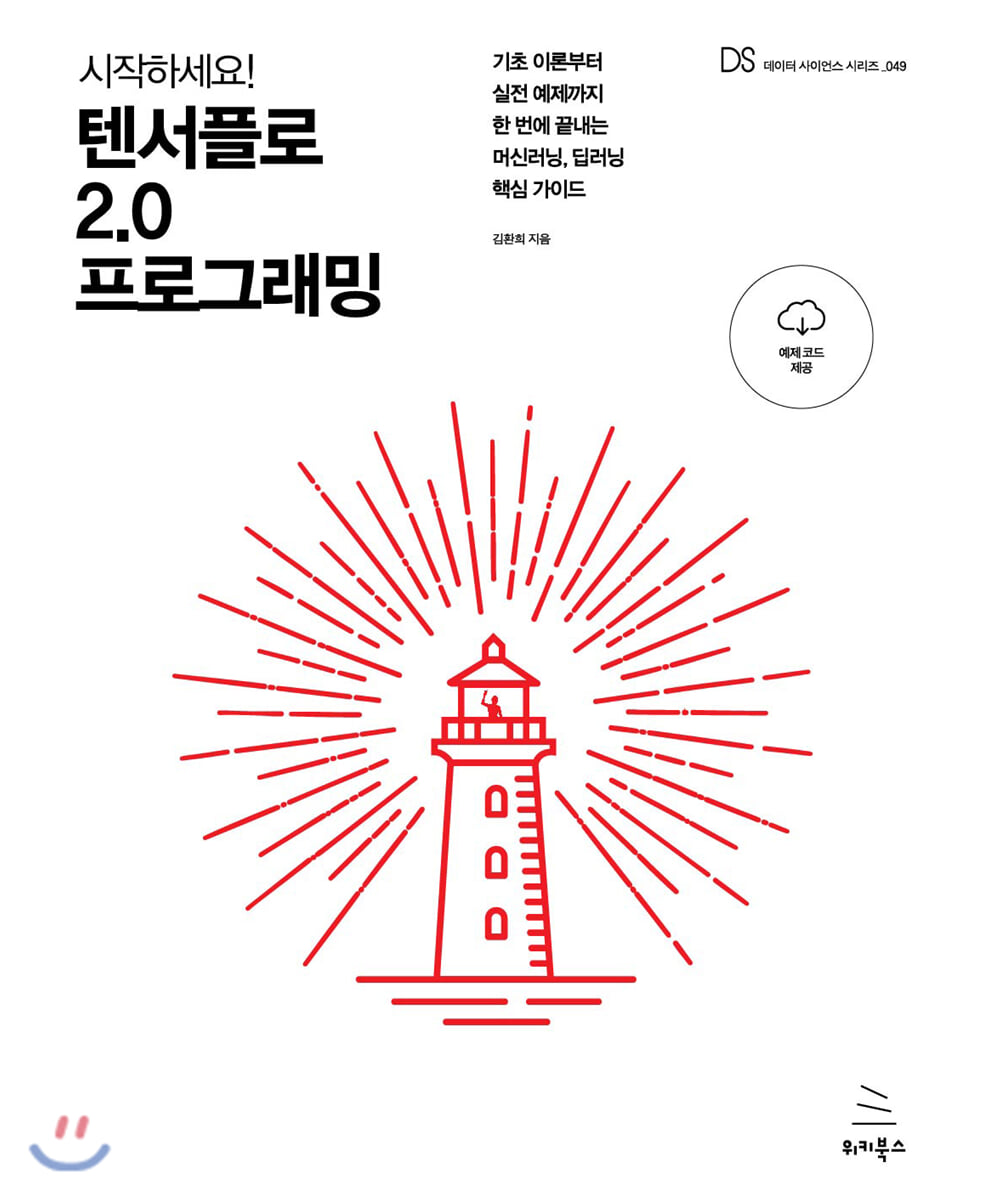 시작하세요!
텐서플로
2.0
프로그래밍
기초 이론부터
실전 예제까지
한 번에 끝내는
머신러닝, 딥러닝
핵심 가이드
김환희 지음
DS 데이터 사이언스 시리즈_049
예제 코드
제공
위키북스